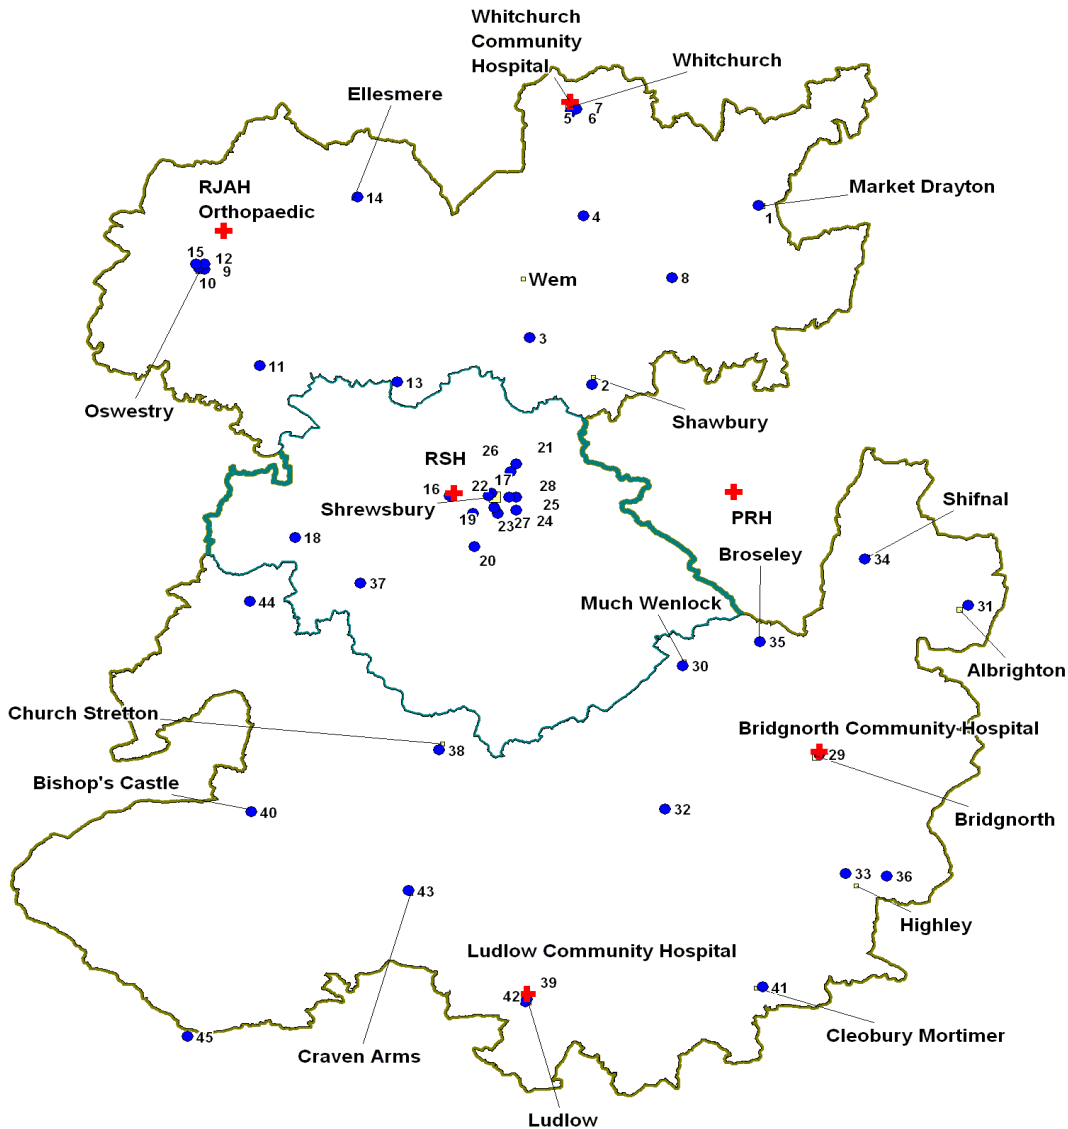 Whitchurch
Community
Hospital
Whitchurch
Ellesmere
7
5
6
RJAH
Orthopaedic
Market Drayton
14
4
1
15
12
9
10
Wem
8
3
11
13
2
Oswestry
Shawbury
26
21
RSH
17
16
22
28
Shrewsbury
25
19
23
27
24
PRH
Shifnal
18
20
Broseley
34
37
Much Wenlock
44
31
35
30
Albrighton
Church Stretton
38
Bridgnorth Community Hospital
29
Bishop's Castle
40
32
Bridgnorth
33
36
43
Highley
Ludlow Community Hospital
39
42
41
45
Cleobury Mortimer
Craven Arms
Ludlow